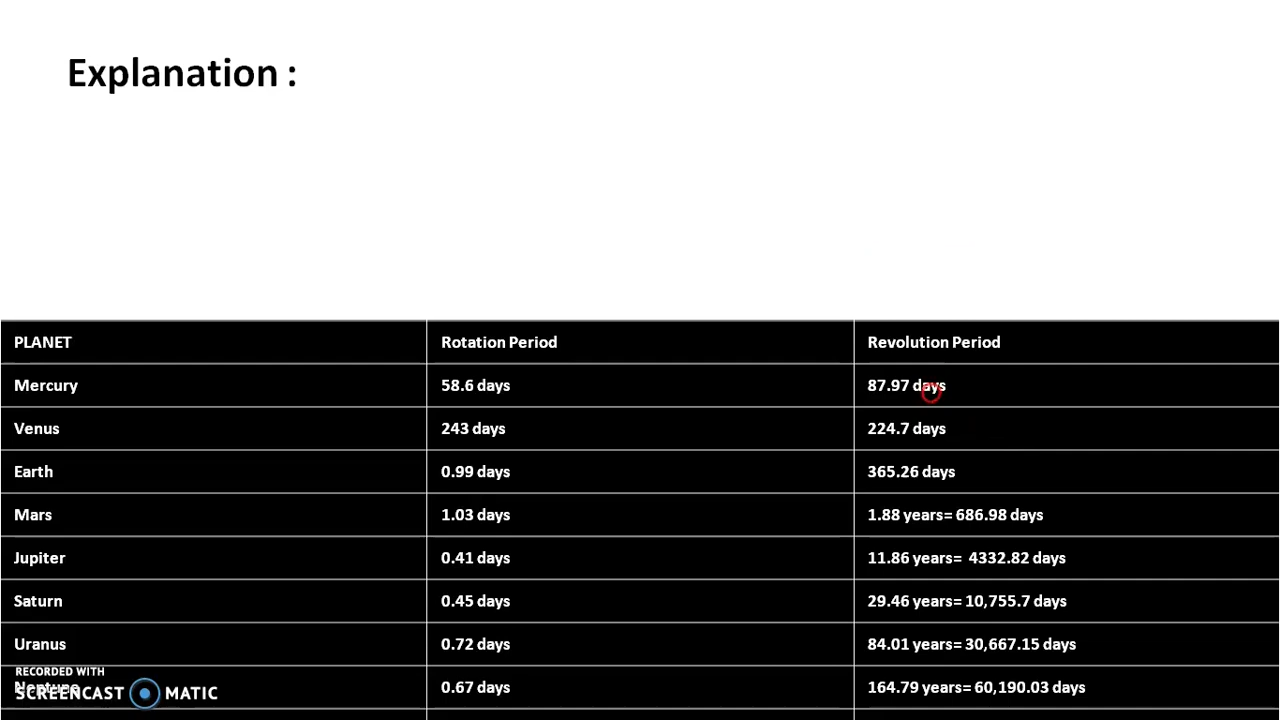 Explanation :
PLANET Rotation Period Revolution Period
Mercury 58.6 days 87.97 days
Venus 243 days 224.7 days
Earth 0.99 days 365.26 days
Mars 1.03 days 1.88 years= 686.98 days
Jupiter 0.41 days 11.86 years=  4332.82 days
Saturn 0.45 days 29.46 years= 10,755.7 days
Uranus 0.72 days 84.01 years= 30,667.15 days
RECORDED WITH
Neptune 0.67 days 164.79 years= 60,190.03 days
SCREENCAST MATIC